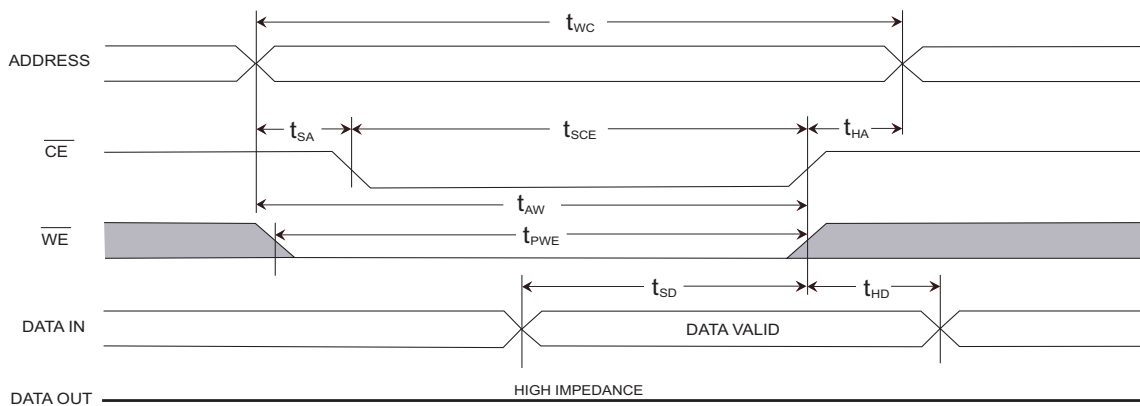 tWC
ADDRESS
tSA tSCE tHA
CE
tAW
WE tPWE
tSD tHD
DATA IN DATA VALID
HIGH IMPEDANCE
DATA OUT